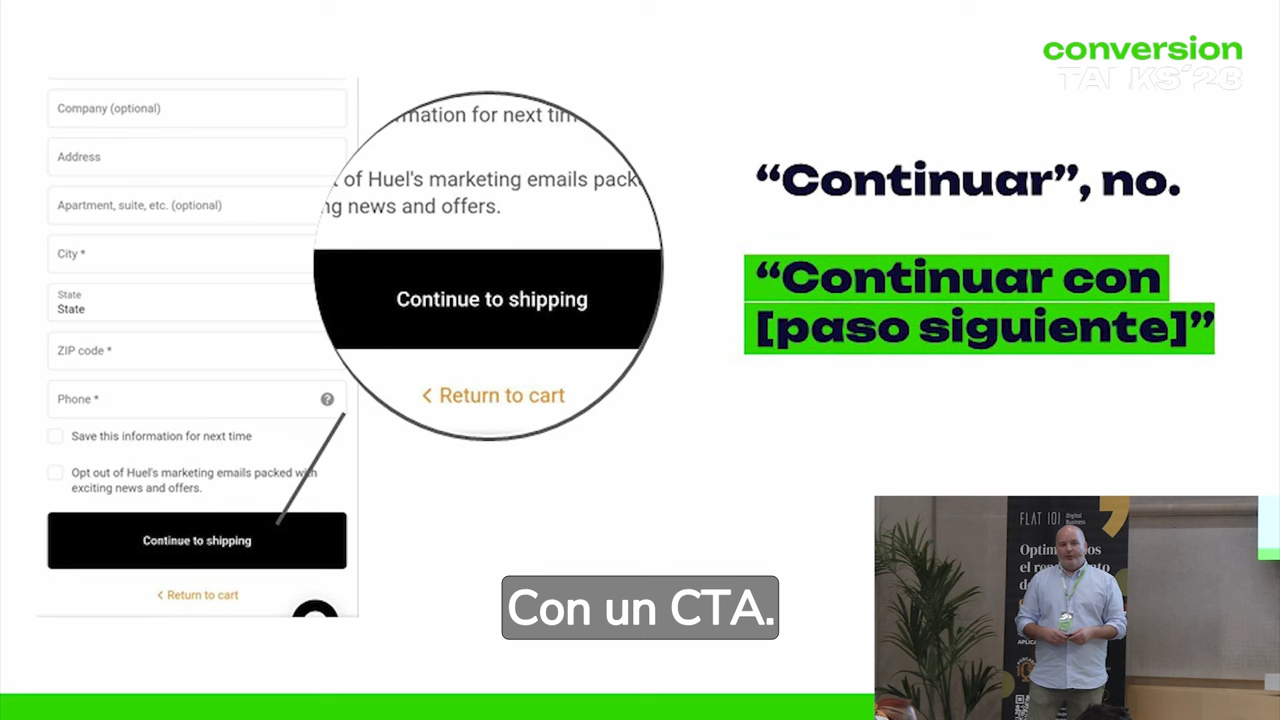 conversion
TALKS'23
Company (optional)
Address
Apartment, suite, etc. (optional)
City *
State
State
ZIP code *
Phone *
?
Save this information for next time
Opt out of Huel's marketing emails packed with
exciting news and offers.
Continue to shipping
< Return to cart
rmation for next tim
of Huel's marketing emails pack
ng news and offers.
Continue to shipping
< Return to cart
“Continuar”, no.
“Continuar con
[paso siguiente]”
Con un CTA.
FLAT 101 Digital
Business